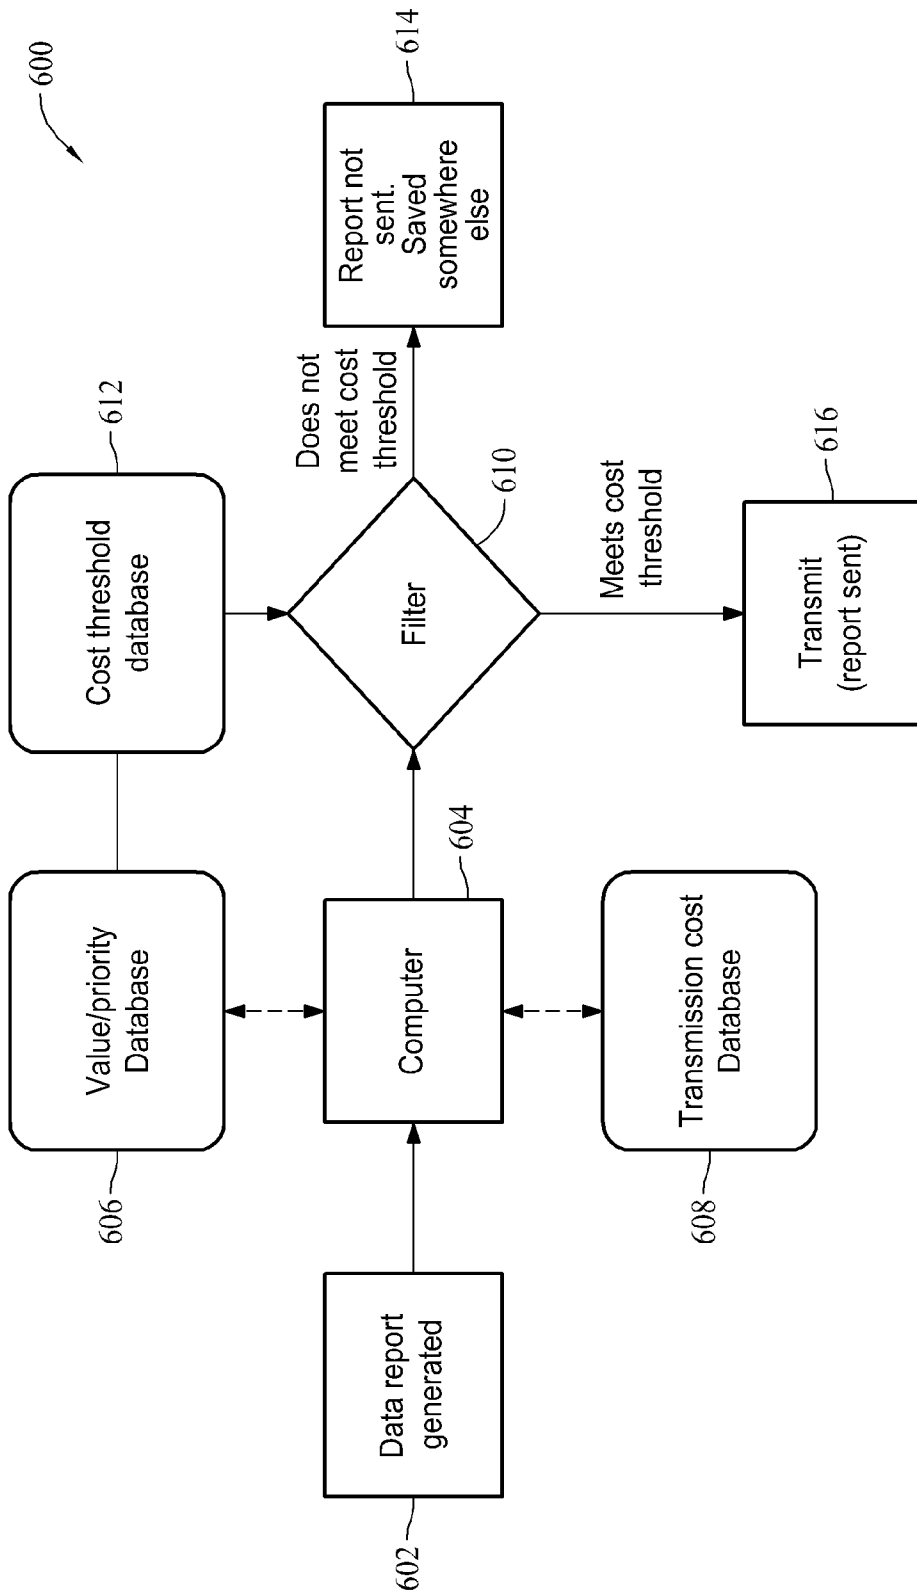 600
Value/priority
Database
606
Cost threshold
database
612
Data report
generated
602
Computer
604
Filter
610
Does not
meet cost
threshold
Report not
sent.
Saved
somewhere
else
614
Transmission cost
Database
608
Meets cost
threshold
Transmit
(report sent)
616